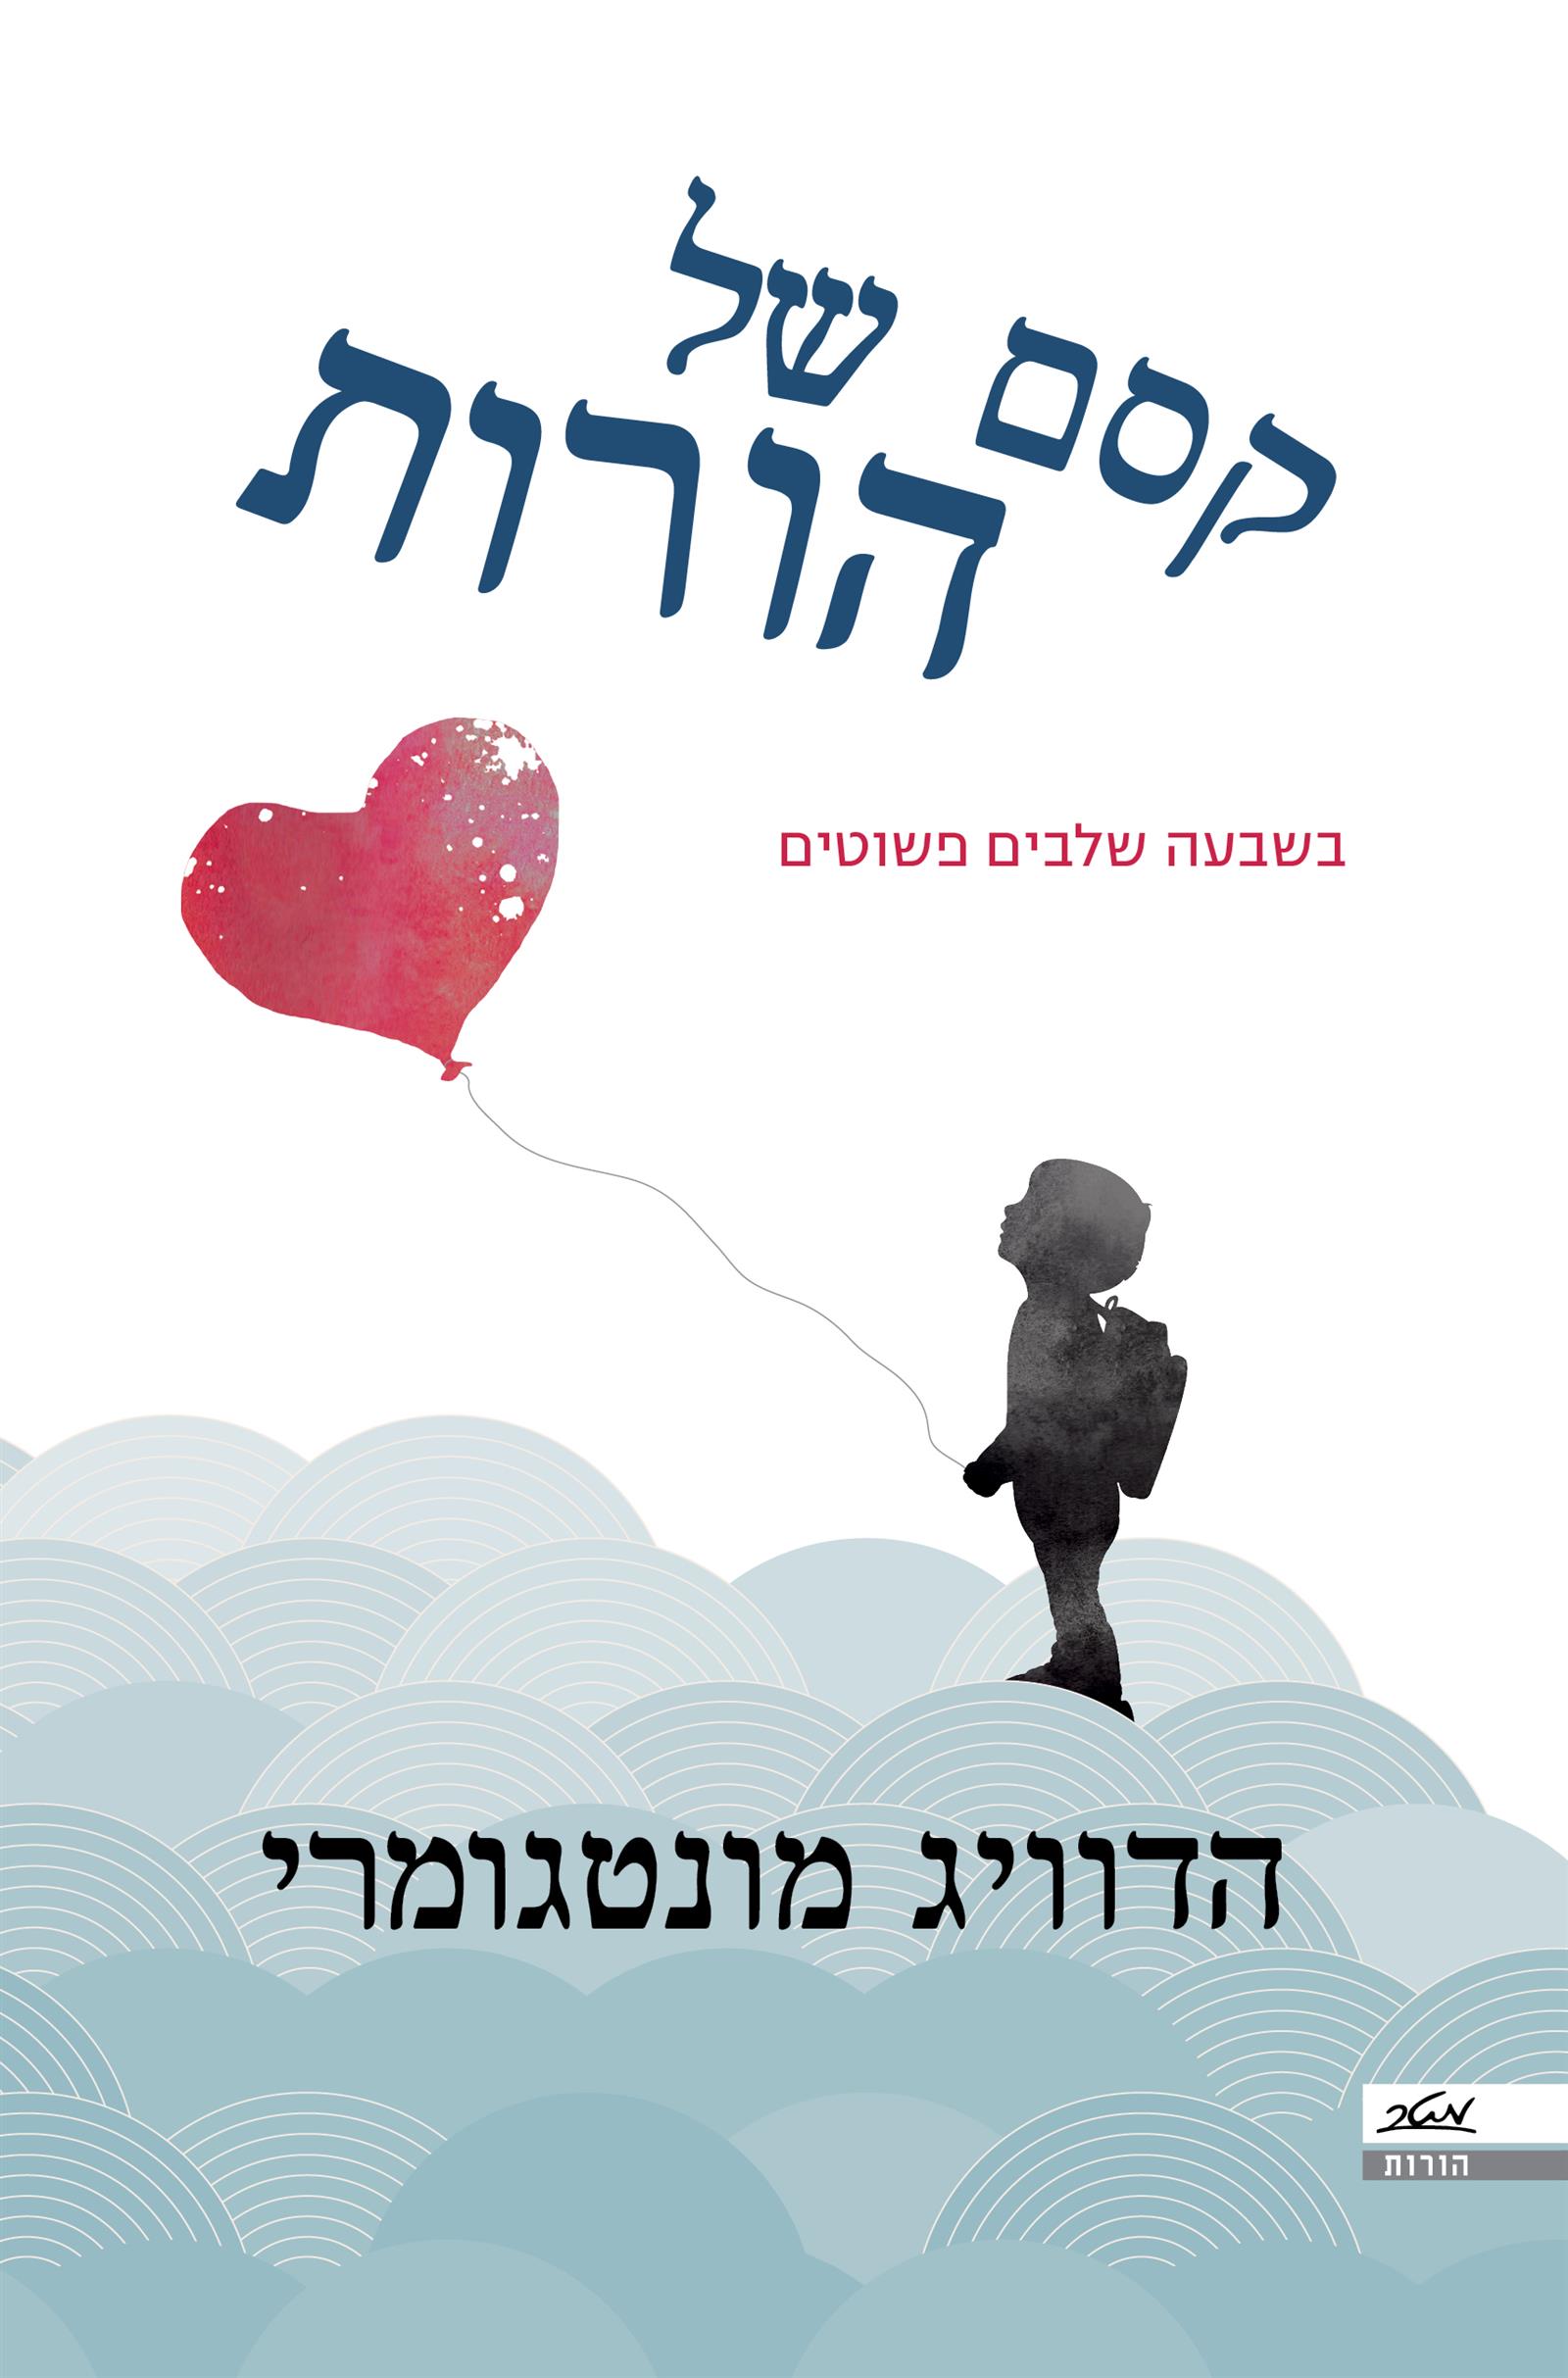 קסם של
הורות
בשבעה שלבים פשוטים
הדוויג מונטגומרי
מטר
הורות